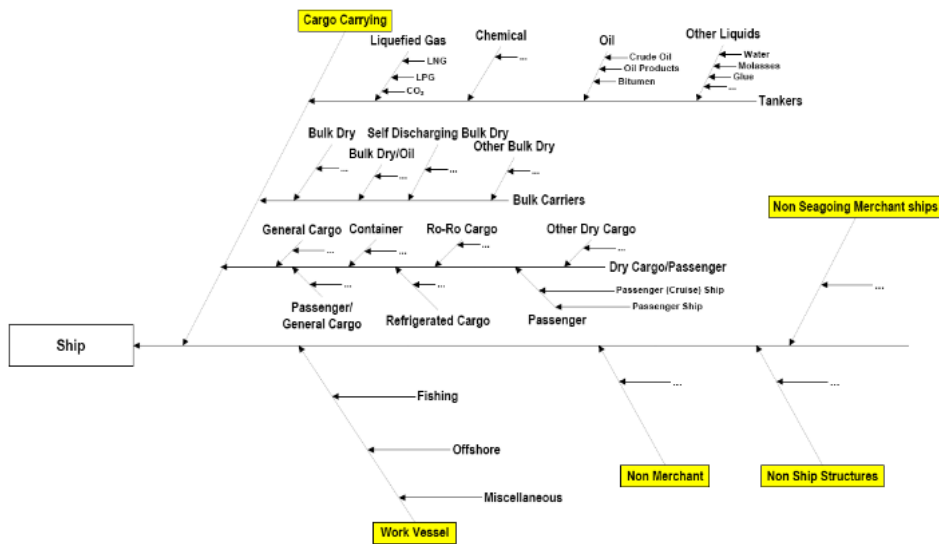 Cargo Carrying
Liquefied Gas
LNG
LPG
CO₂
Chemical
...
Oil
Crude Oil
Oil Products
Bitumen
Other Liquids
Water
Molasses
Glue
...
Tankers
Bulk Dry
...
Bulk Dry/Oil
...
Self Discharging Bulk Dry
...
Other Bulk Dry
...
Bulk Carriers
Non Seagoing Merchant ships
...
General Cargo
...
Container
...
Ro-Ro Cargo
...
Other Dry Cargo
...
Dry Cargo/Passenger
...
Passenger/
General Cargo
...
Refrigerated Cargo
Passenger (Cruise) Ship
Passenger Ship
Passenger
Ship
Fishing
Offshore
Miscellaneous
Work Vessel
...
Non Merchant
...
Non Ship Structures